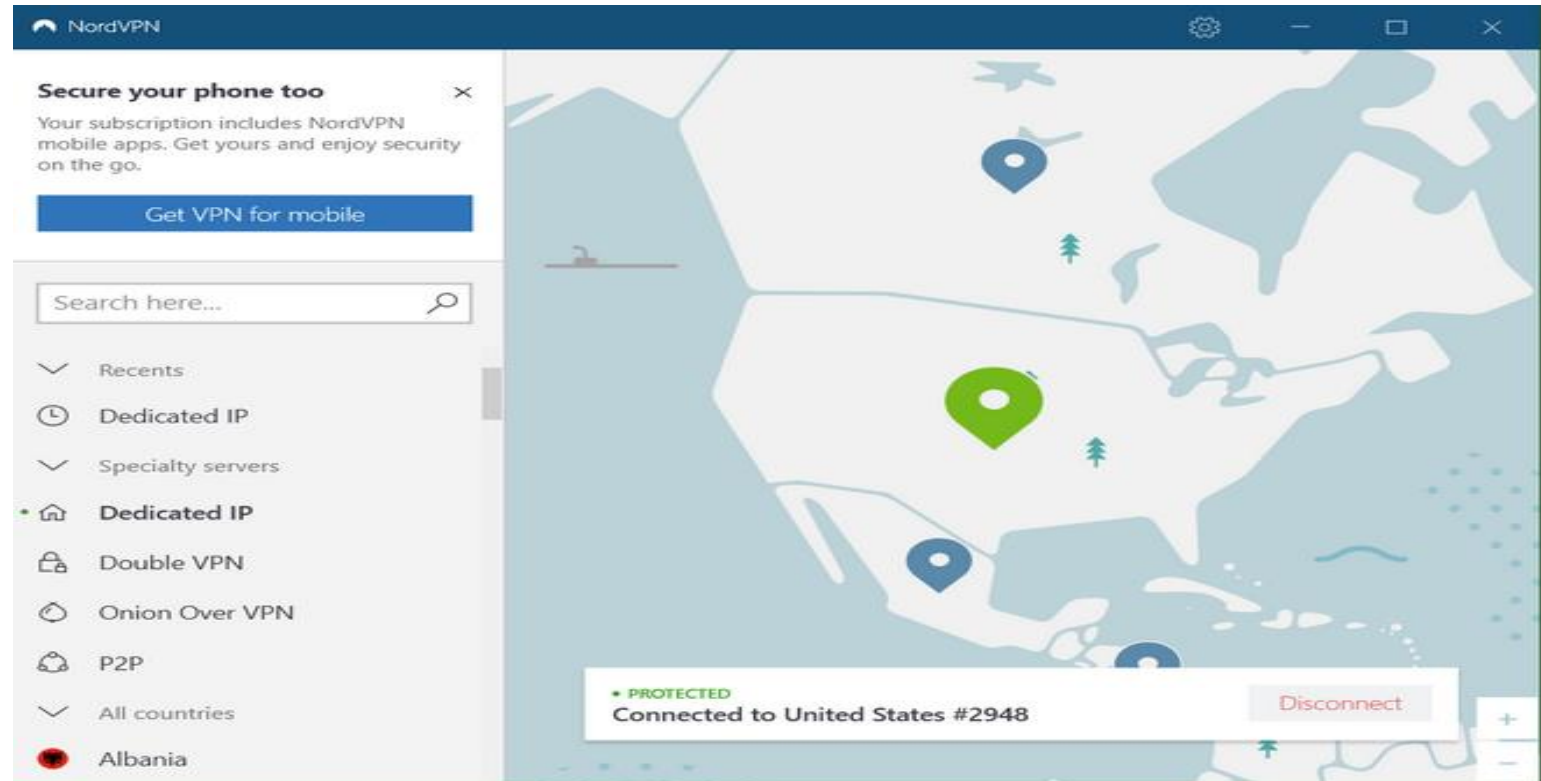 NordVPN
Secure your phone too
Your subscription includes NordVPN
mobile apps. Get yours and enjoy security
on the go.
Get VPN for mobile
Search here...
Recents
Dedicated IP
Specialty servers
Dedicated IP
Double VPN
Onion Over VPN
P2P
All countries
Albania
• PROTECTED
Connected to United States #2948
Disconnect